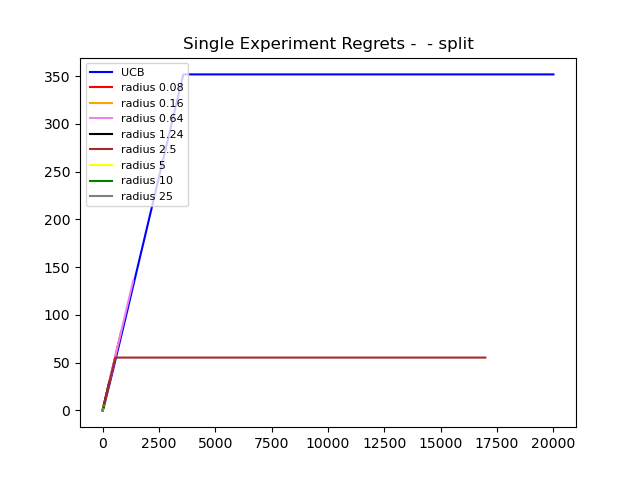 Single Experiment Regrets -  - split
UCB
radius 0.08
radius 0.16
radius 0.64
radius 1.24
radius 2.5
radius 5
radius 10
radius 25
350
300
250
200
150
100
50
0
0 2500 5000 7500 10000 12500 15000 17500 20000